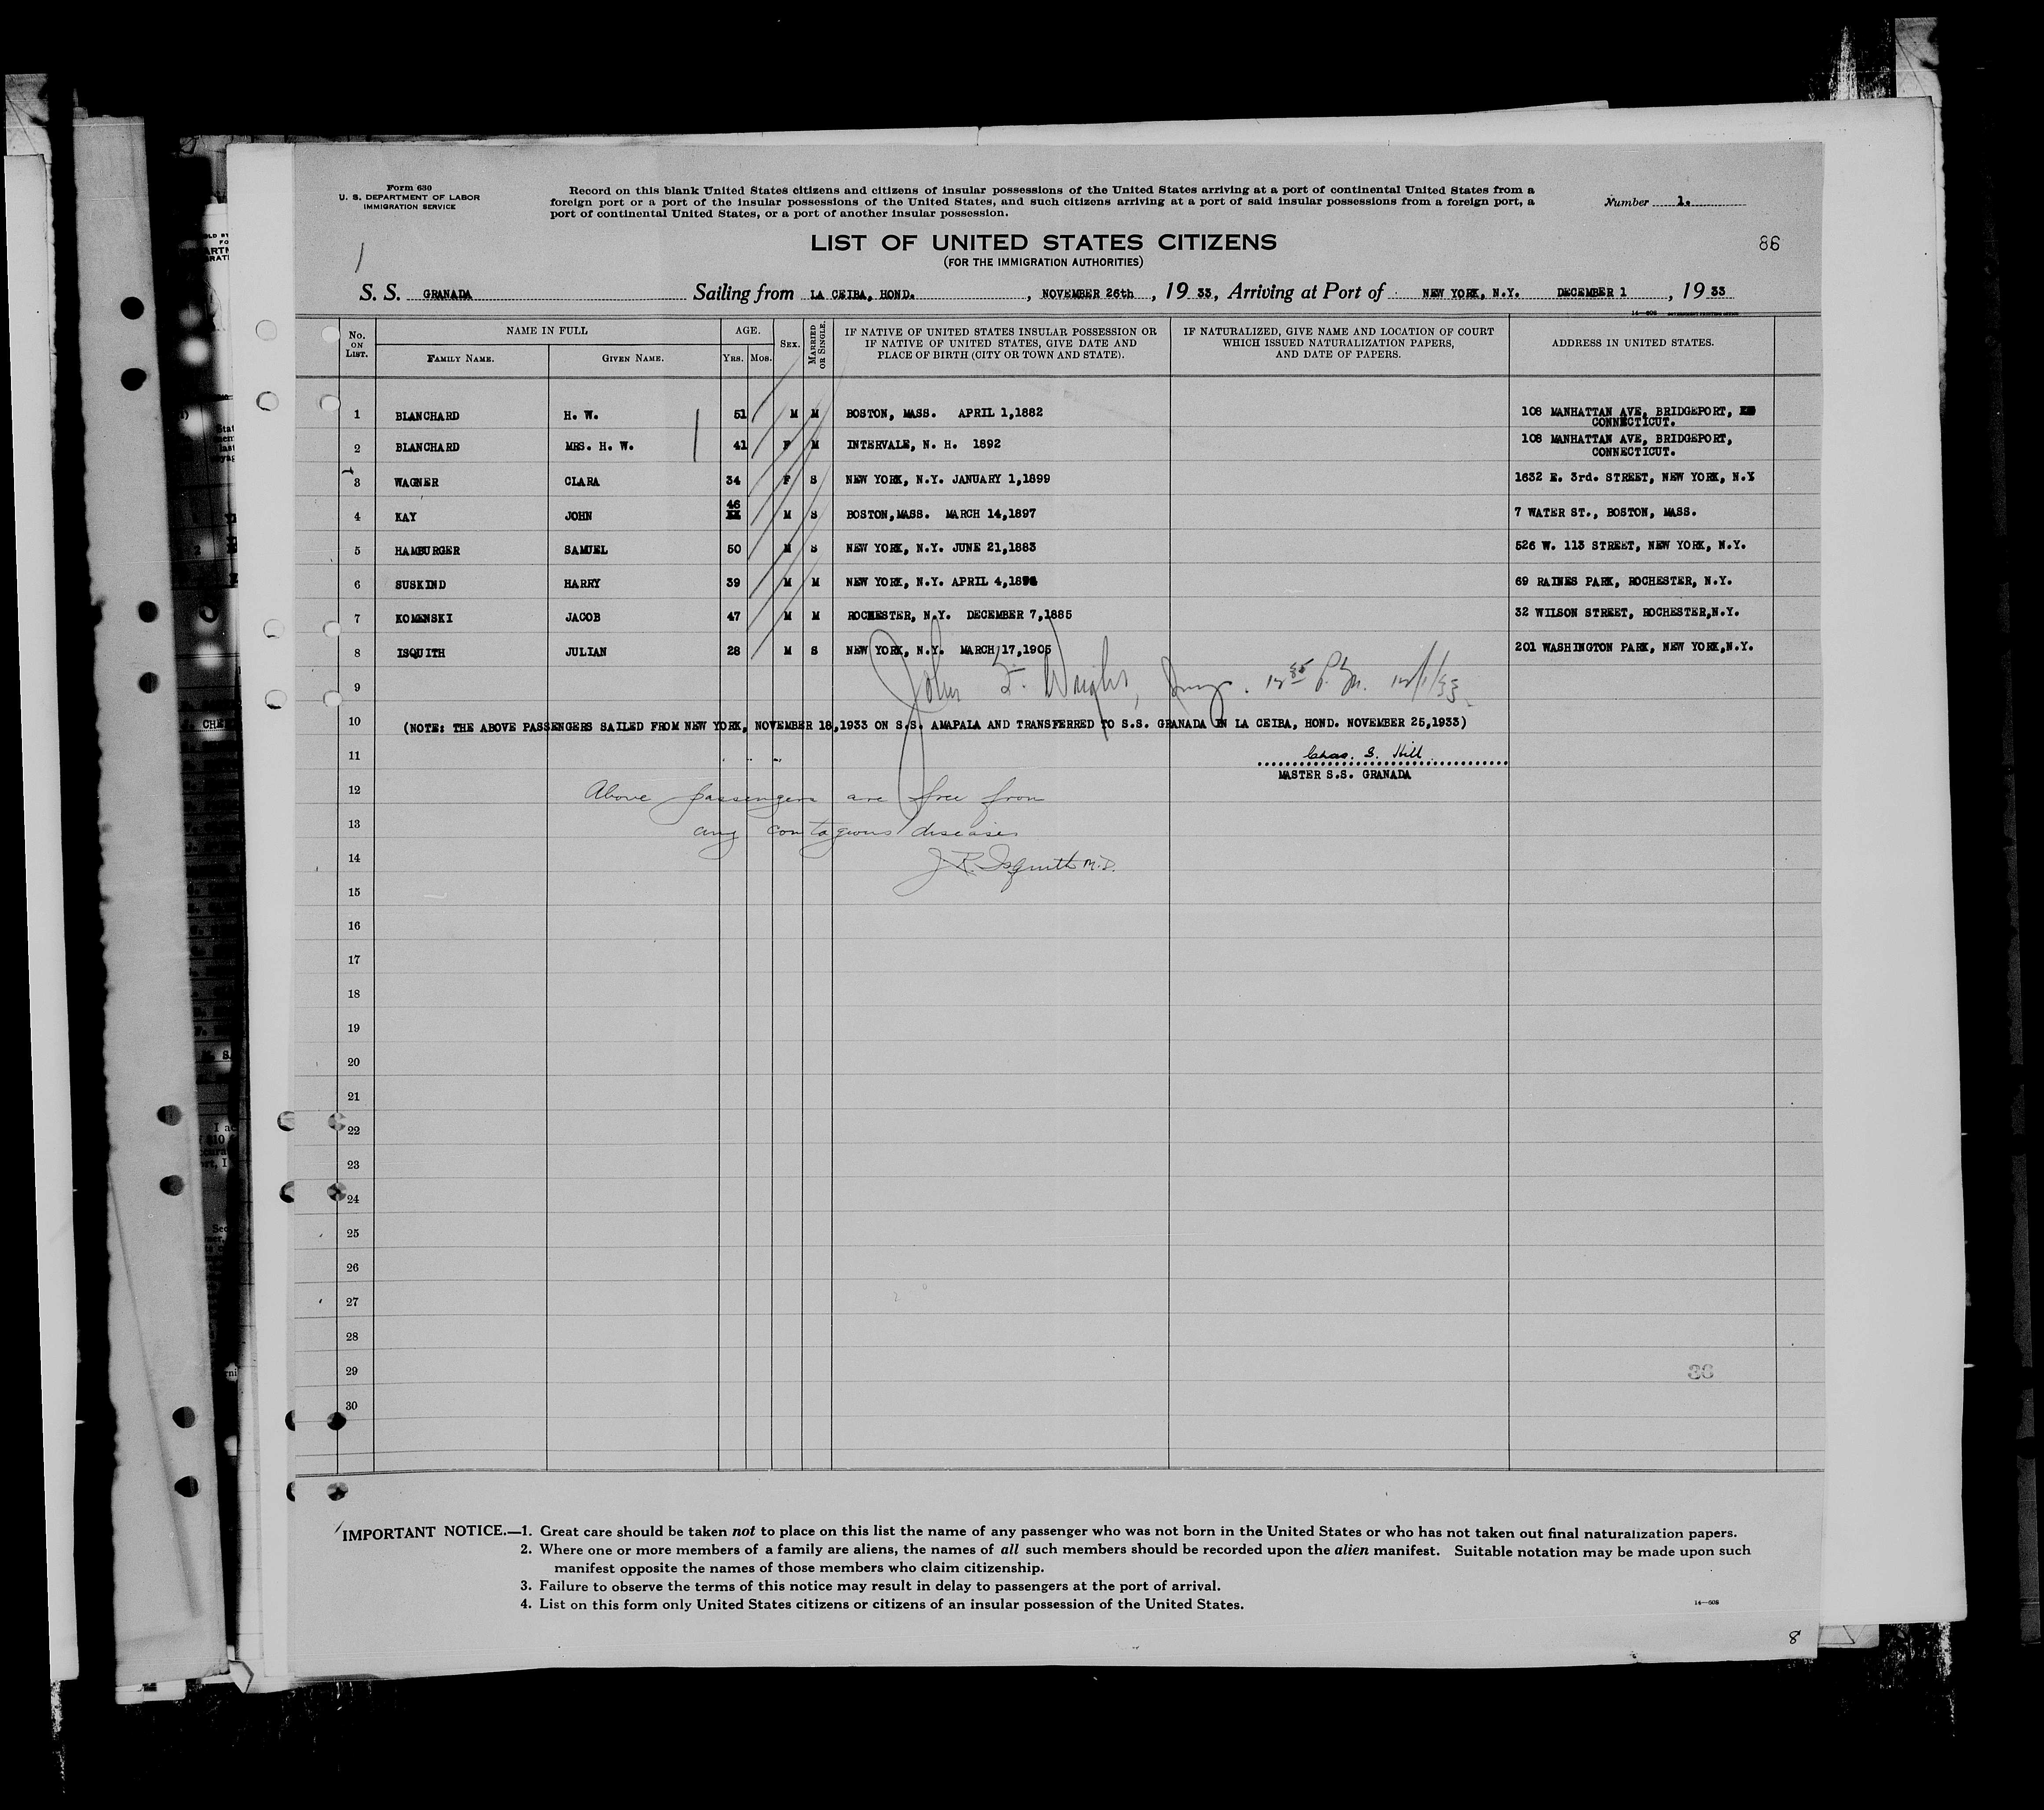 Form 630
U. S. DEPARTMENT OF LABOR
IMMIGRATION SERVICE
Record on this blank United States citizens and citizens of insular possessions of the United States arriving at a port of continental United States from a
foreign port or a port of the insular possessions of the United States, and such citizens arriving at a port of said insular possessions from a foreign port, a
port of continental United States, or a port of another insular possession.
Number 1.
LIST OF UNITED STATES CITIZENS
(FOR THE IMMIGRATION AUTHORITIES)
86
S. S. GRANADA Sailing from LA CEIBA, HOND. , NOVEMBER 26th , 19 33, Arriving at Port of NEW YORK, N.Y. DECEMBER 1 , 19 33
No. ON LIST. NAME IN FULL FAMILY NAME. GIVEN NAME. AGE. YRS. MOS. SEX. MARRIED OR SINGLE. IF NATIVE OF UNITED STATES INSULAR POSSESSION OR IF NATIVE OF UNITED STATES, GIVE DATE AND PLACE OF BIRTH (CITY OR TOWN AND STATE). IF NATURALIZED, GIVE NAME AND LOCATION OF COURT WHICH ISSUED NATURALIZATION PAPERS, AND DATE OF PAPERS. ADDRESS IN UNITED STATES.
1 BLANCHARD H. W. 51 M M BOSTON, MASS. APRIL 1,1882 108 MANHATTAN AVE, BRIDGEPORT,
CONNECTICUT.
2 BLANCHARD MRS. H. W. 41 F M INTERVALE, N. H. 1892 108 MANHATTAN AVE, BRIDGEPORT,
CONNECTICUT.
3 WAGNER CLARA 34 F S NEW YORK, N.Y. JANUARY 1,1899 1632 E. 3rd. STREET, NEW YORK, N.Y
4 KAY JOHN 46 M S BOSTON,MASS. MARCH 14,1897 7 WATER ST., BOSTON, MASS.
5 HAMBURGER SAMUEL 50 M S NEW YORK, N.Y. JUNE 21,1883 526 W. 113 STREET, NEW YORK, N.Y.
6 SUSKIND HARRY 39 M M NEW YORK, N.Y. APRIL 4, 69 RAINES PARK, ROCHESTER, N.Y.
7 KOMENSKI JACOB 47 M M ROCHESTER, N.Y. DECEMBER 7,1885 32 WILSON STREET, ROCHESTER,N.Y.
8 ISQUITH JULIAN 28 M S NEW YORK, N.Y. MARCH 17,1905 201 WASHINGTON PARK, NEW YORK,N.Y.
9 John 12/1/33
10 (NOTE: THE ABOVE PASSENGERS SAILED FROM NEW YORK, NOVEMBER 18,1933 ON S.S. AMAPALA AND TRANSFERRED TO S.S. GRANADA IN LA CEIBA, HOND. NOVEMBER 25,1933)
11 Chas. S. Hill
MASTER S.S. GRANADA
12 Above passengers are free from
13 any contagious diseases
14 J R. Isquith M.D.
15
16
17
18
19
20
21
22
23
24
25
26
27
28
29
30
36
IMPORTANT NOTICE.—1. Great care should be taken not to place on this list the name of any passenger who was not born in the United States or who has not taken out final naturalization papers.
2. Where one or more members of a family are aliens, the names of all such members should be recorded upon the alien manifest. Suitable notation may be made upon such
manifest opposite the names of those members who claim citizenship.
3. Failure to observe the terms of this notice may result in delay to passengers at the port of arrival.
4. List on this form only United States citizens or citizens of an insular possession of the United States.
14—608
8